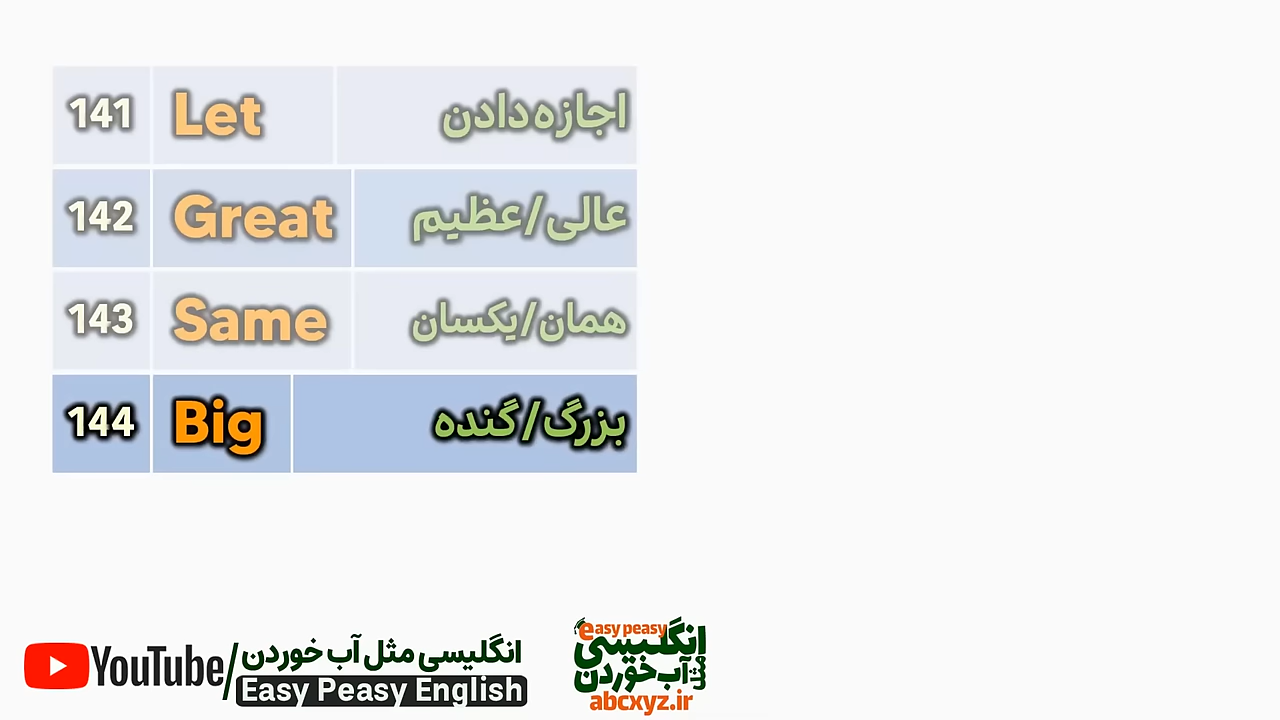 141 Let اجازه دادن
142 Great عالی/عظیم
143 Same همان/یکسان
144 Big بزرگ/گنده
YouTube/انگلیسی مثل آب خوردن
Easy Peasy English
easy peasy
انگلیسی
مثل آب خوردن
abcxyz.ir